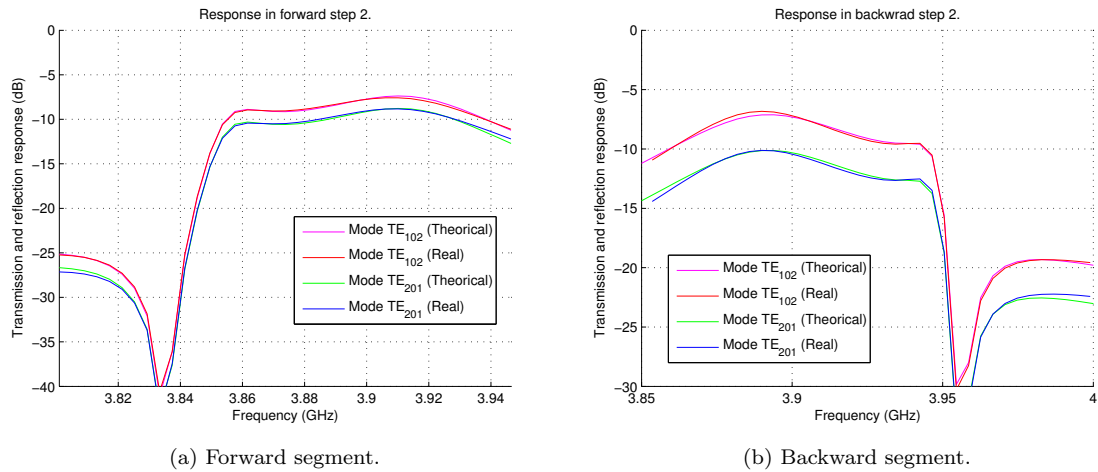 Response in forward step 2.
Transmission and reflection response (dB)
0
−5
−10
−15
−20
−25
−30
−35
−40
3.82
3.84
3.86
3.88
3.9
3.92
3.94
Frequency (GHz)
Mode TE102 (Theorical)
Mode TE102 (Real)
Mode TE201 (Theorical)
Mode TE201 (Real)
(a) Forward segment.
Response in backwrad step 2.
Transmission and reflection response (dB)
0
−5
−10
−15
−20
−25
−30
3.85
3.9
3.95
4
Frequency (GHz)
Mode TE102 (Theorical)
Mode TE102 (Real)
Mode TE201 (Theorical)
Mode TE201 (Real)
(b) Backward segment.